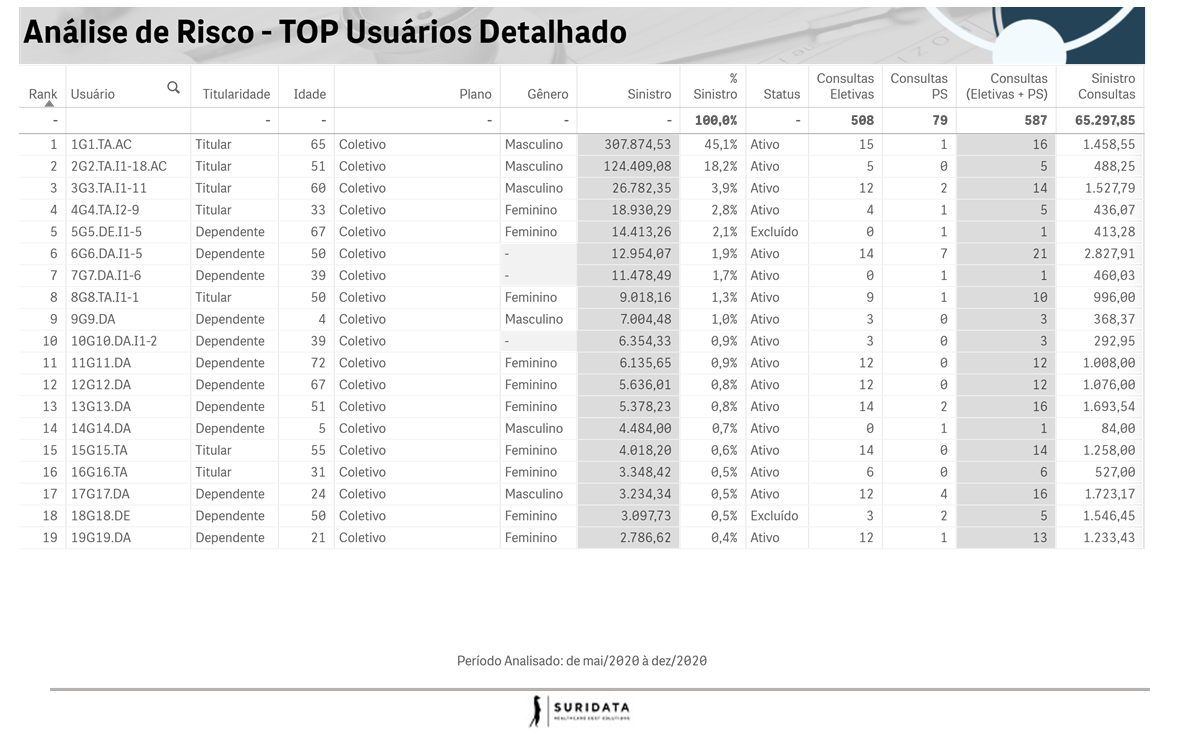 Análise de Risco - TOP Usuários Detalhado
Rank Usuário Titularidade Idade Plano Gênero Sinistro % Sinistro Status Consultas Eletivas Consultas PS Consultas (Eletivas + PS) Sinistro Consultas
- - - - - - 100,0% - 508 79 587 65.297,85
1 1G1.TA.AC Titular 65 Coletivo Masculino 307.874,53 45,1% Ativo 15 1 16 1.458,55
2 2G2.TA.I1-18.AC Titular 51 Coletivo Masculino 124.409,08 18,2% Ativo 5 0 5 488,25
3 3G3.TA.I1-11 Titular 60 Coletivo Masculino 26.782,35 3,9% Ativo 12 2 14 1.527,79
4 4G4.TA.I2-9 Titular 33 Coletivo Feminino 18.930,29 2,8% Ativo 4 1 5 436,07
5 5G5.DE.I1-5 Dependente 67 Coletivo Feminino 14.413,26 2,1% Excluído 0 1 1 413,28
6 6G6.DA.I1-5 Dependente 50 Coletivo - 12.954,07 1,9% Ativo 14 7 21 2.827,91
7 7G7.DA.I1-6 Dependente 39 Coletivo - 11.478,49 1,7% Ativo 0 1 1 460,03
8 8G8.TA.I1-1 Titular 50 Coletivo Feminino 9.018,16 1,3% Ativo 9 1 10 996,00
9 9G9.DA Dependente 4 Coletivo Masculino 7.004,48 1,0% Ativo 3 0 3 368,37
10 10G10.DA.I1-2 Dependente 39 Coletivo - 6.354,33 0,9% Ativo 3 0 3 292,95
11 11G11.DA Dependente 72 Coletivo Feminino 6.135,65 0,9% Ativo 12 0 12 1.008,00
12 12G12.DA Dependente 67 Coletivo Feminino 5.636,01 0,8% Ativo 12 0 12 1.076,00
13 13G13.DA Dependente 51 Coletivo Feminino 5.378,23 0,8% Ativo 14 2 16 1.693,54
14 14G14.DA Dependente 5 Coletivo Masculino 4.484,00 0,7% Ativo 0 1 1 84,00
15 15G15.TA Titular 55 Coletivo Feminino 4.018,20 0,6% Ativo 14 0 14 1.258,00
16 16G16.TA Titular 31 Coletivo Feminino 3.348,42 0,5% Ativo 6 0 6 527,00
17 17G17.DA Dependente 24 Coletivo Masculino 3.234,34 0,5% Ativo 12 4 16 1.723,17
18 18G18.DE Dependente 50 Coletivo Feminino 3.097,73 0,5% Excluído 3 2 5 1.546,45
19 19G19.DA Dependente 21 Coletivo Feminino 2.786,62 0,4% Ativo 12 1 13 1.233,43
Período Analisado: de mai/2020 à dez/2020
SURIDATA
HEALTHCARE BEST SOLUTIONS